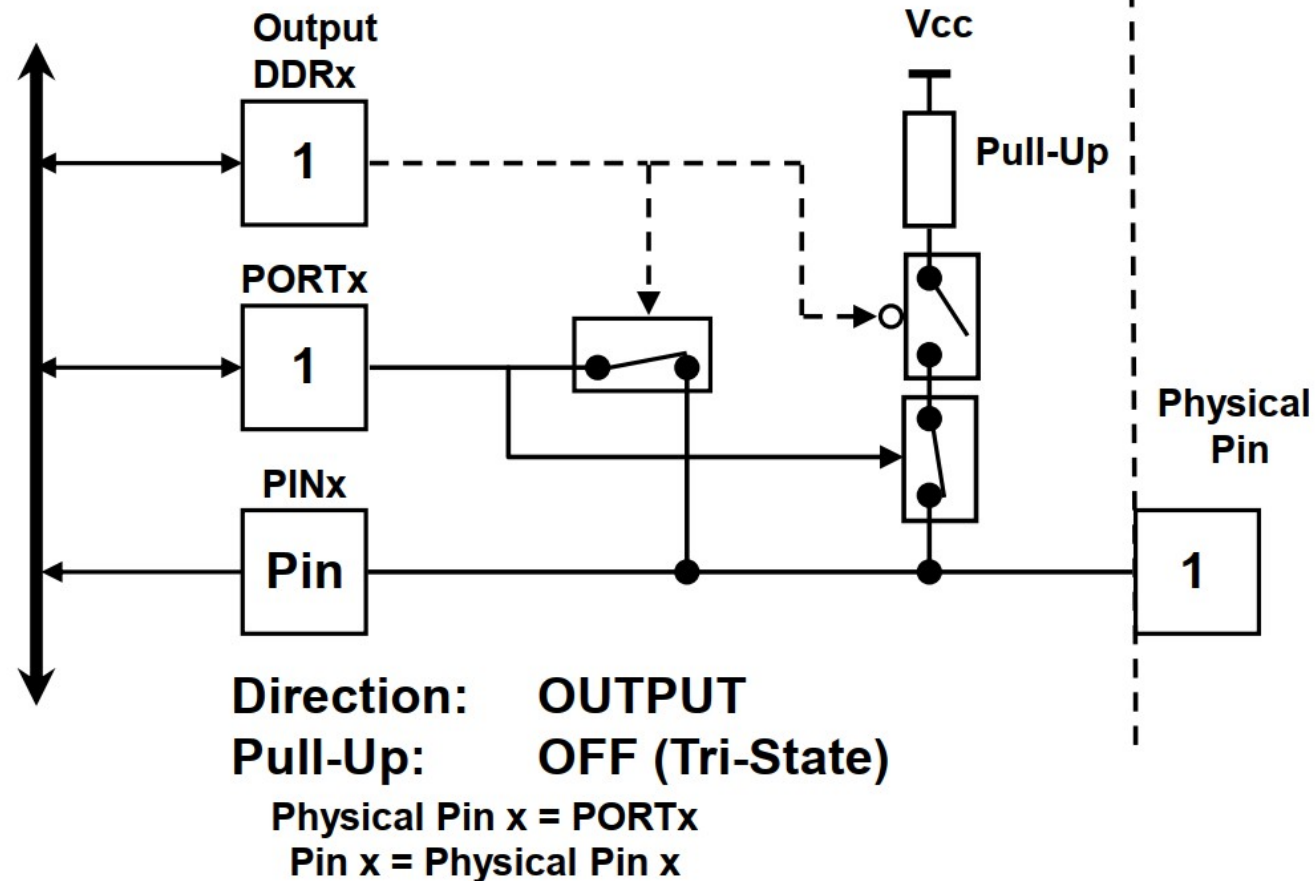 Output
DDRx
1
Vcc
Pull-Up
PORTx
1
Physical
Pin
PINx
Pin
1
Direction: OUTPUT
Pull-Up: OFF (Tri-State)
Physical Pin x = PORTx
Pin x = Physical Pin x